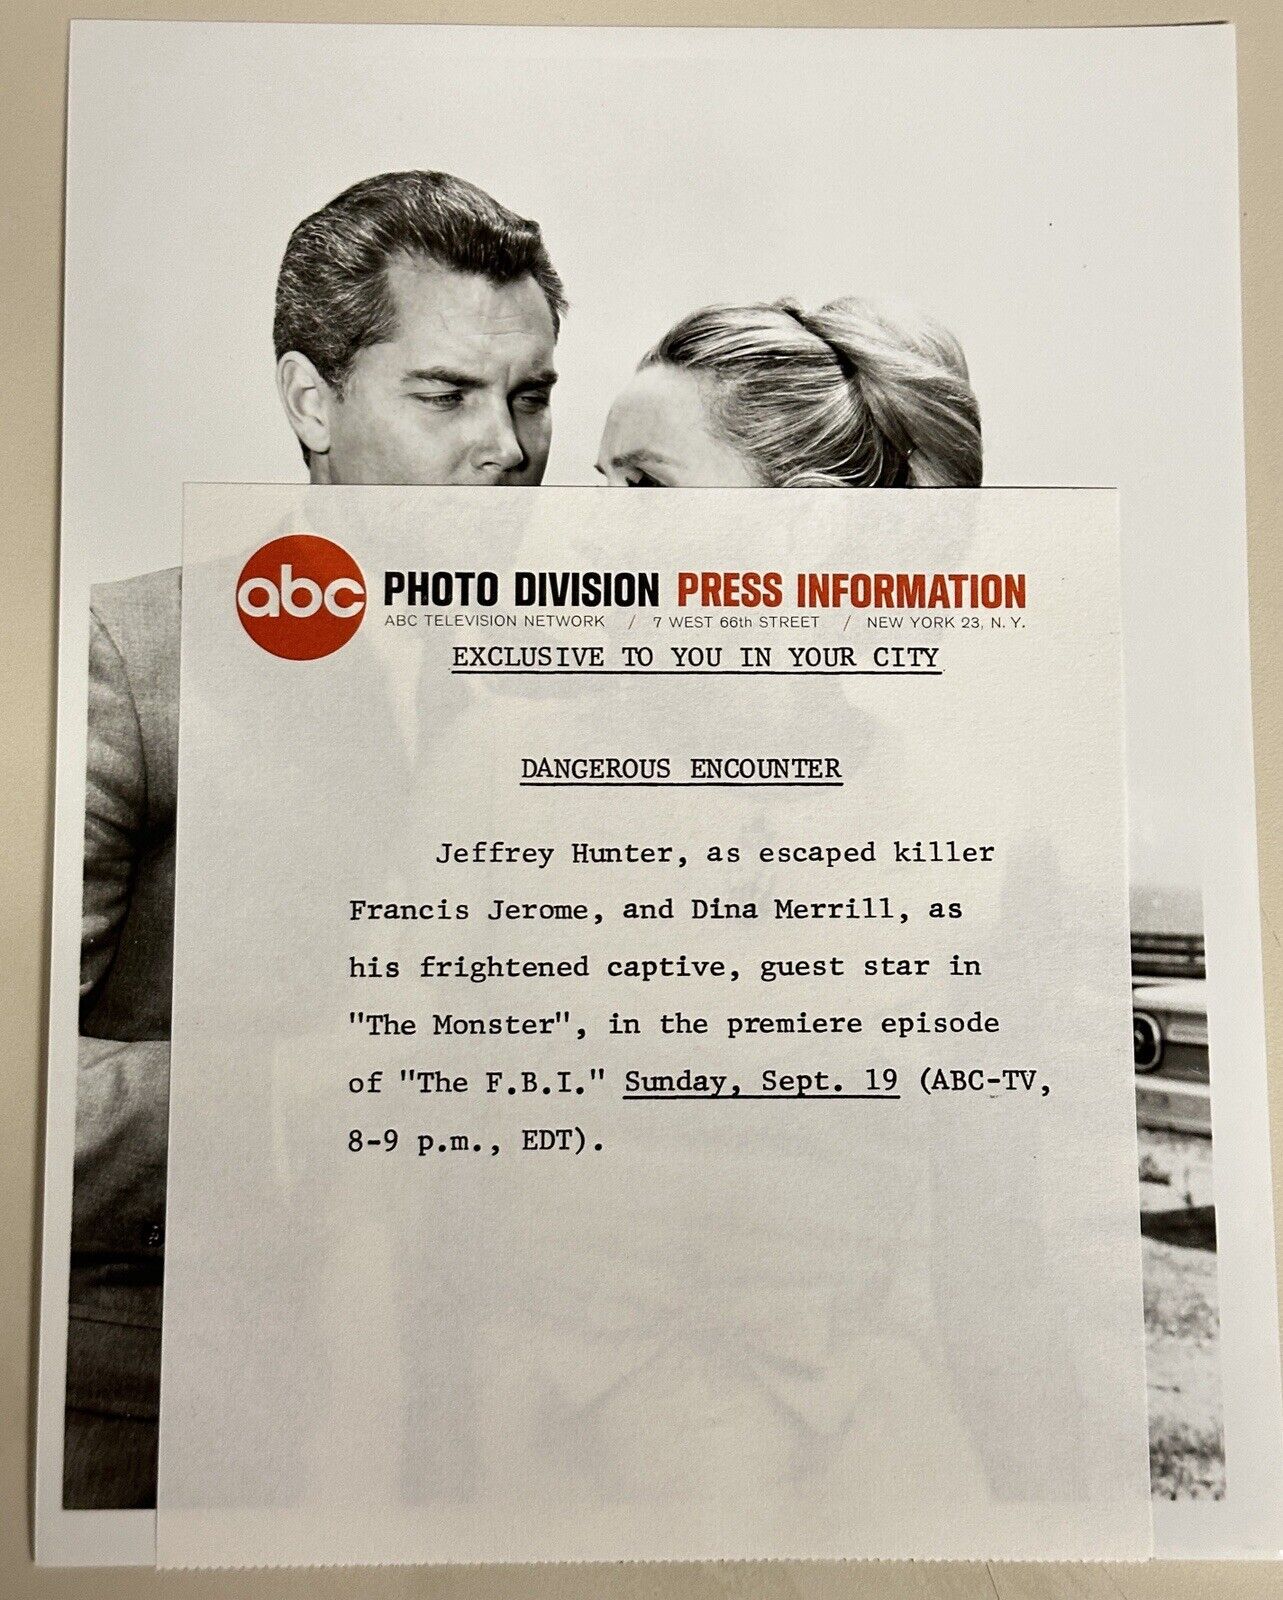 abc PHOTO DIVISION PRESS INFORMATION
ABC TELEVISION NETWORK / 7 WEST 66th STREET / NEW YORK 23, N. Y.
EXCLUSIVE TO YOU IN YOUR CITY
DANGEROUS ENCOUNTER
Jeffrey Hunter, as escaped killer
Francis Jerome, and Dina Merrill, as
his frightened captive, guest star in
"The Monster", in the premiere episode
of "The F.B.I." Sunday, Sept. 19 (ABC-TV,
8-9 p.m., EDT).